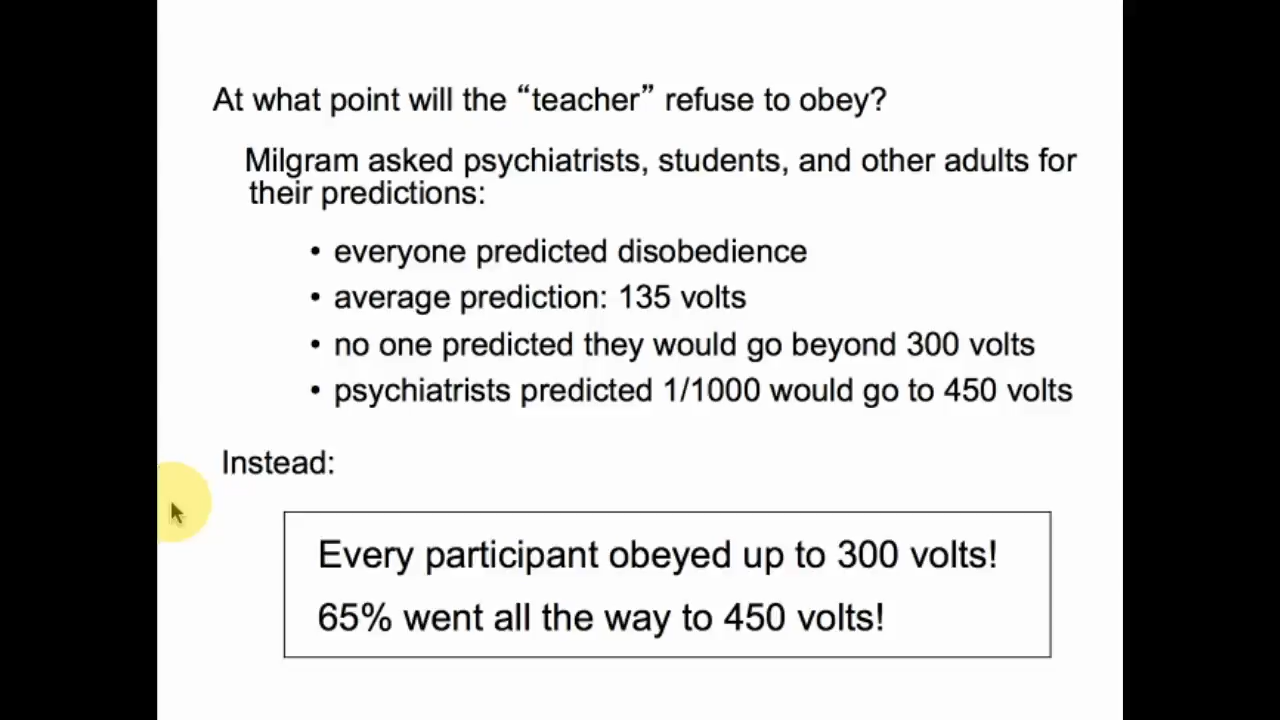 At what point will the “teacher” refuse to obey?
Milgram asked psychiatrists, students, and other adults for
their predictions:
• everyone predicted disobedience
• average prediction: 135 volts
• no one predicted they would go beyond 300 volts
• psychiatrists predicted 1/1000 would go to 450 volts
Instead:
Every participant obeyed up to 300 volts!
65% went all the way to 450 volts!